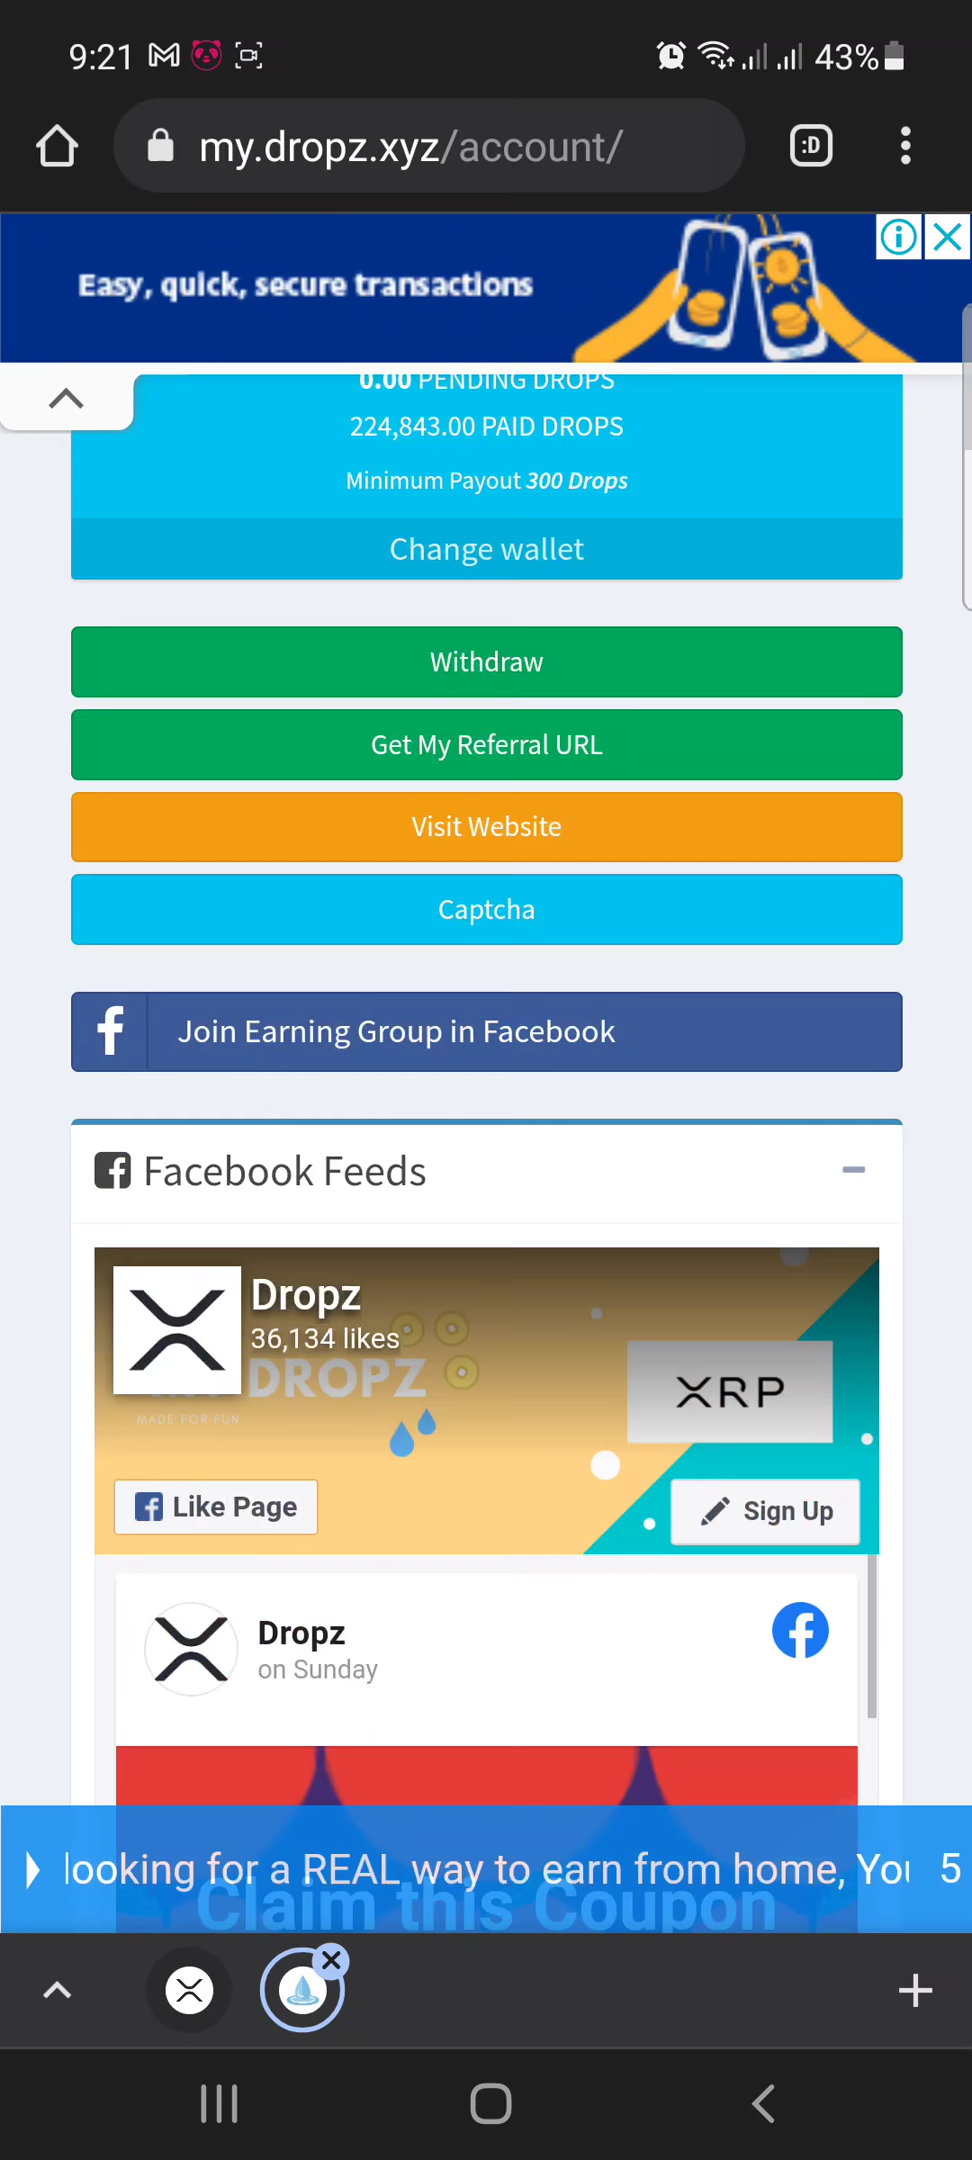 9:21
43%
my.dropz.xyz/account/
:D
Easy, quick, secure transactions
0.00 PENDING DROPS
224,843.00 PAID DROPS
Minimum Payout 300 Drops
Change wallet
Withdraw
Get My Referral URL
Visit Website
Captcha
Join Earning Group in Facebook
Facebook Feeds
Dropz
36,134 likes
DROPZ
MADE FOR FUN
XRP
Like Page
Sign Up
Dropz
on Sunday
looking for a REAL way to earn from home, You
5
Claim this Coupon